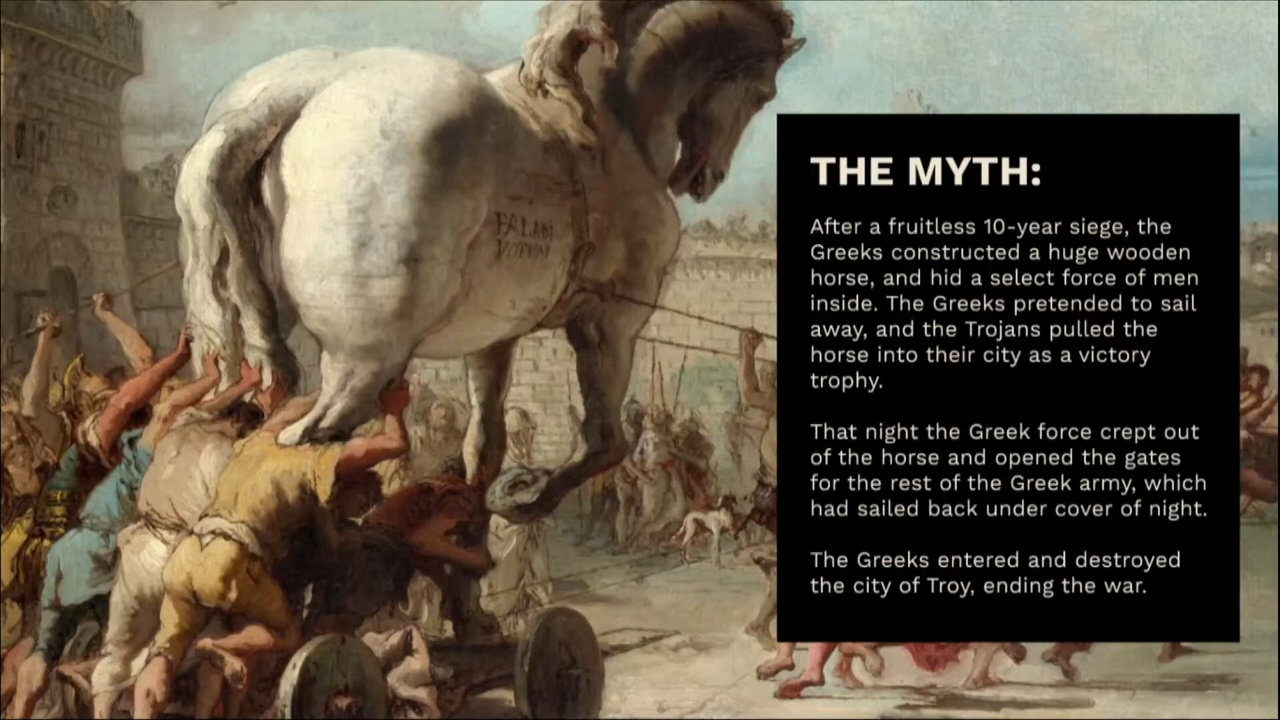 PALADI
VOTUM
THE MYTH:
After a fruitless 10-year siege, the
Greeks constructed a huge wooden
horse, and hid a select force of men
inside. The Greeks pretended to sail
away, and the Trojans pulled the
horse into their city as a victory
trophy.
That night the Greek force crept out
of the horse and opened the gates
for the rest of the Greek army, which
had sailed back under cover of night.
The Greeks entered and destroyed
the city of Troy, ending the war.